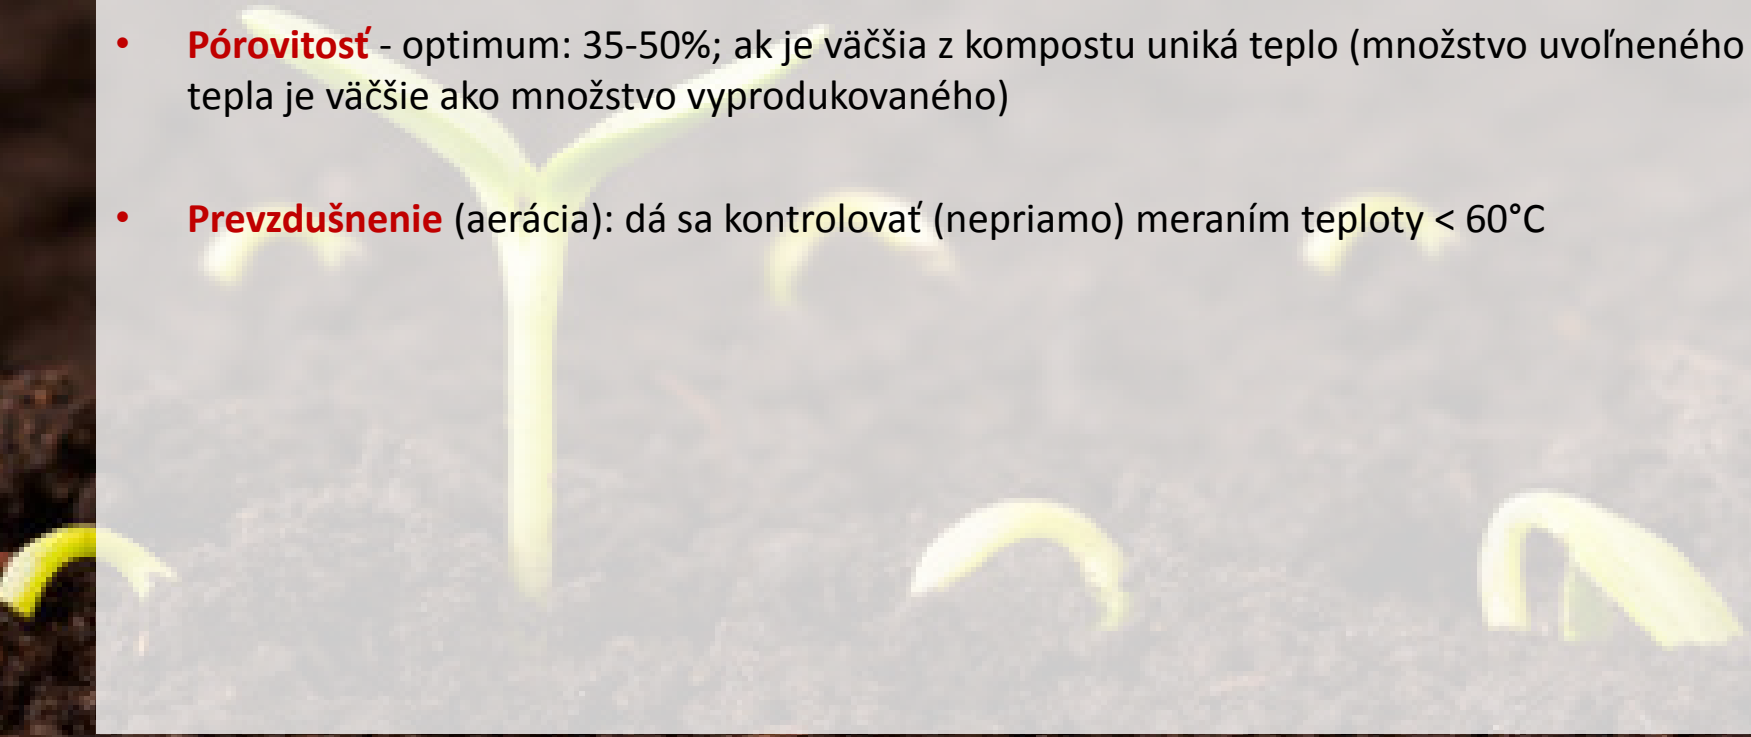 • Pórovitosť - optimum: 35-50%; ak je väčšia z kompostu uniká teplo (množstvo uvoľneného
tepla je väčšie ako množstvo vyprodukovaného)
• Prevzdušnenie (aerácia): dá sa kontrolovať (nepriamo) meraním teploty < 60°C